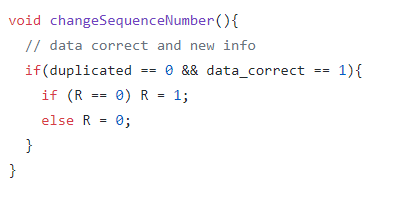 void changeSequenceNumber(){
  // data correct and new info
  if(duplicated == 0 && data_correct == 1){
    if (R == 0) R = 1;
    else R = 0;
  }
}